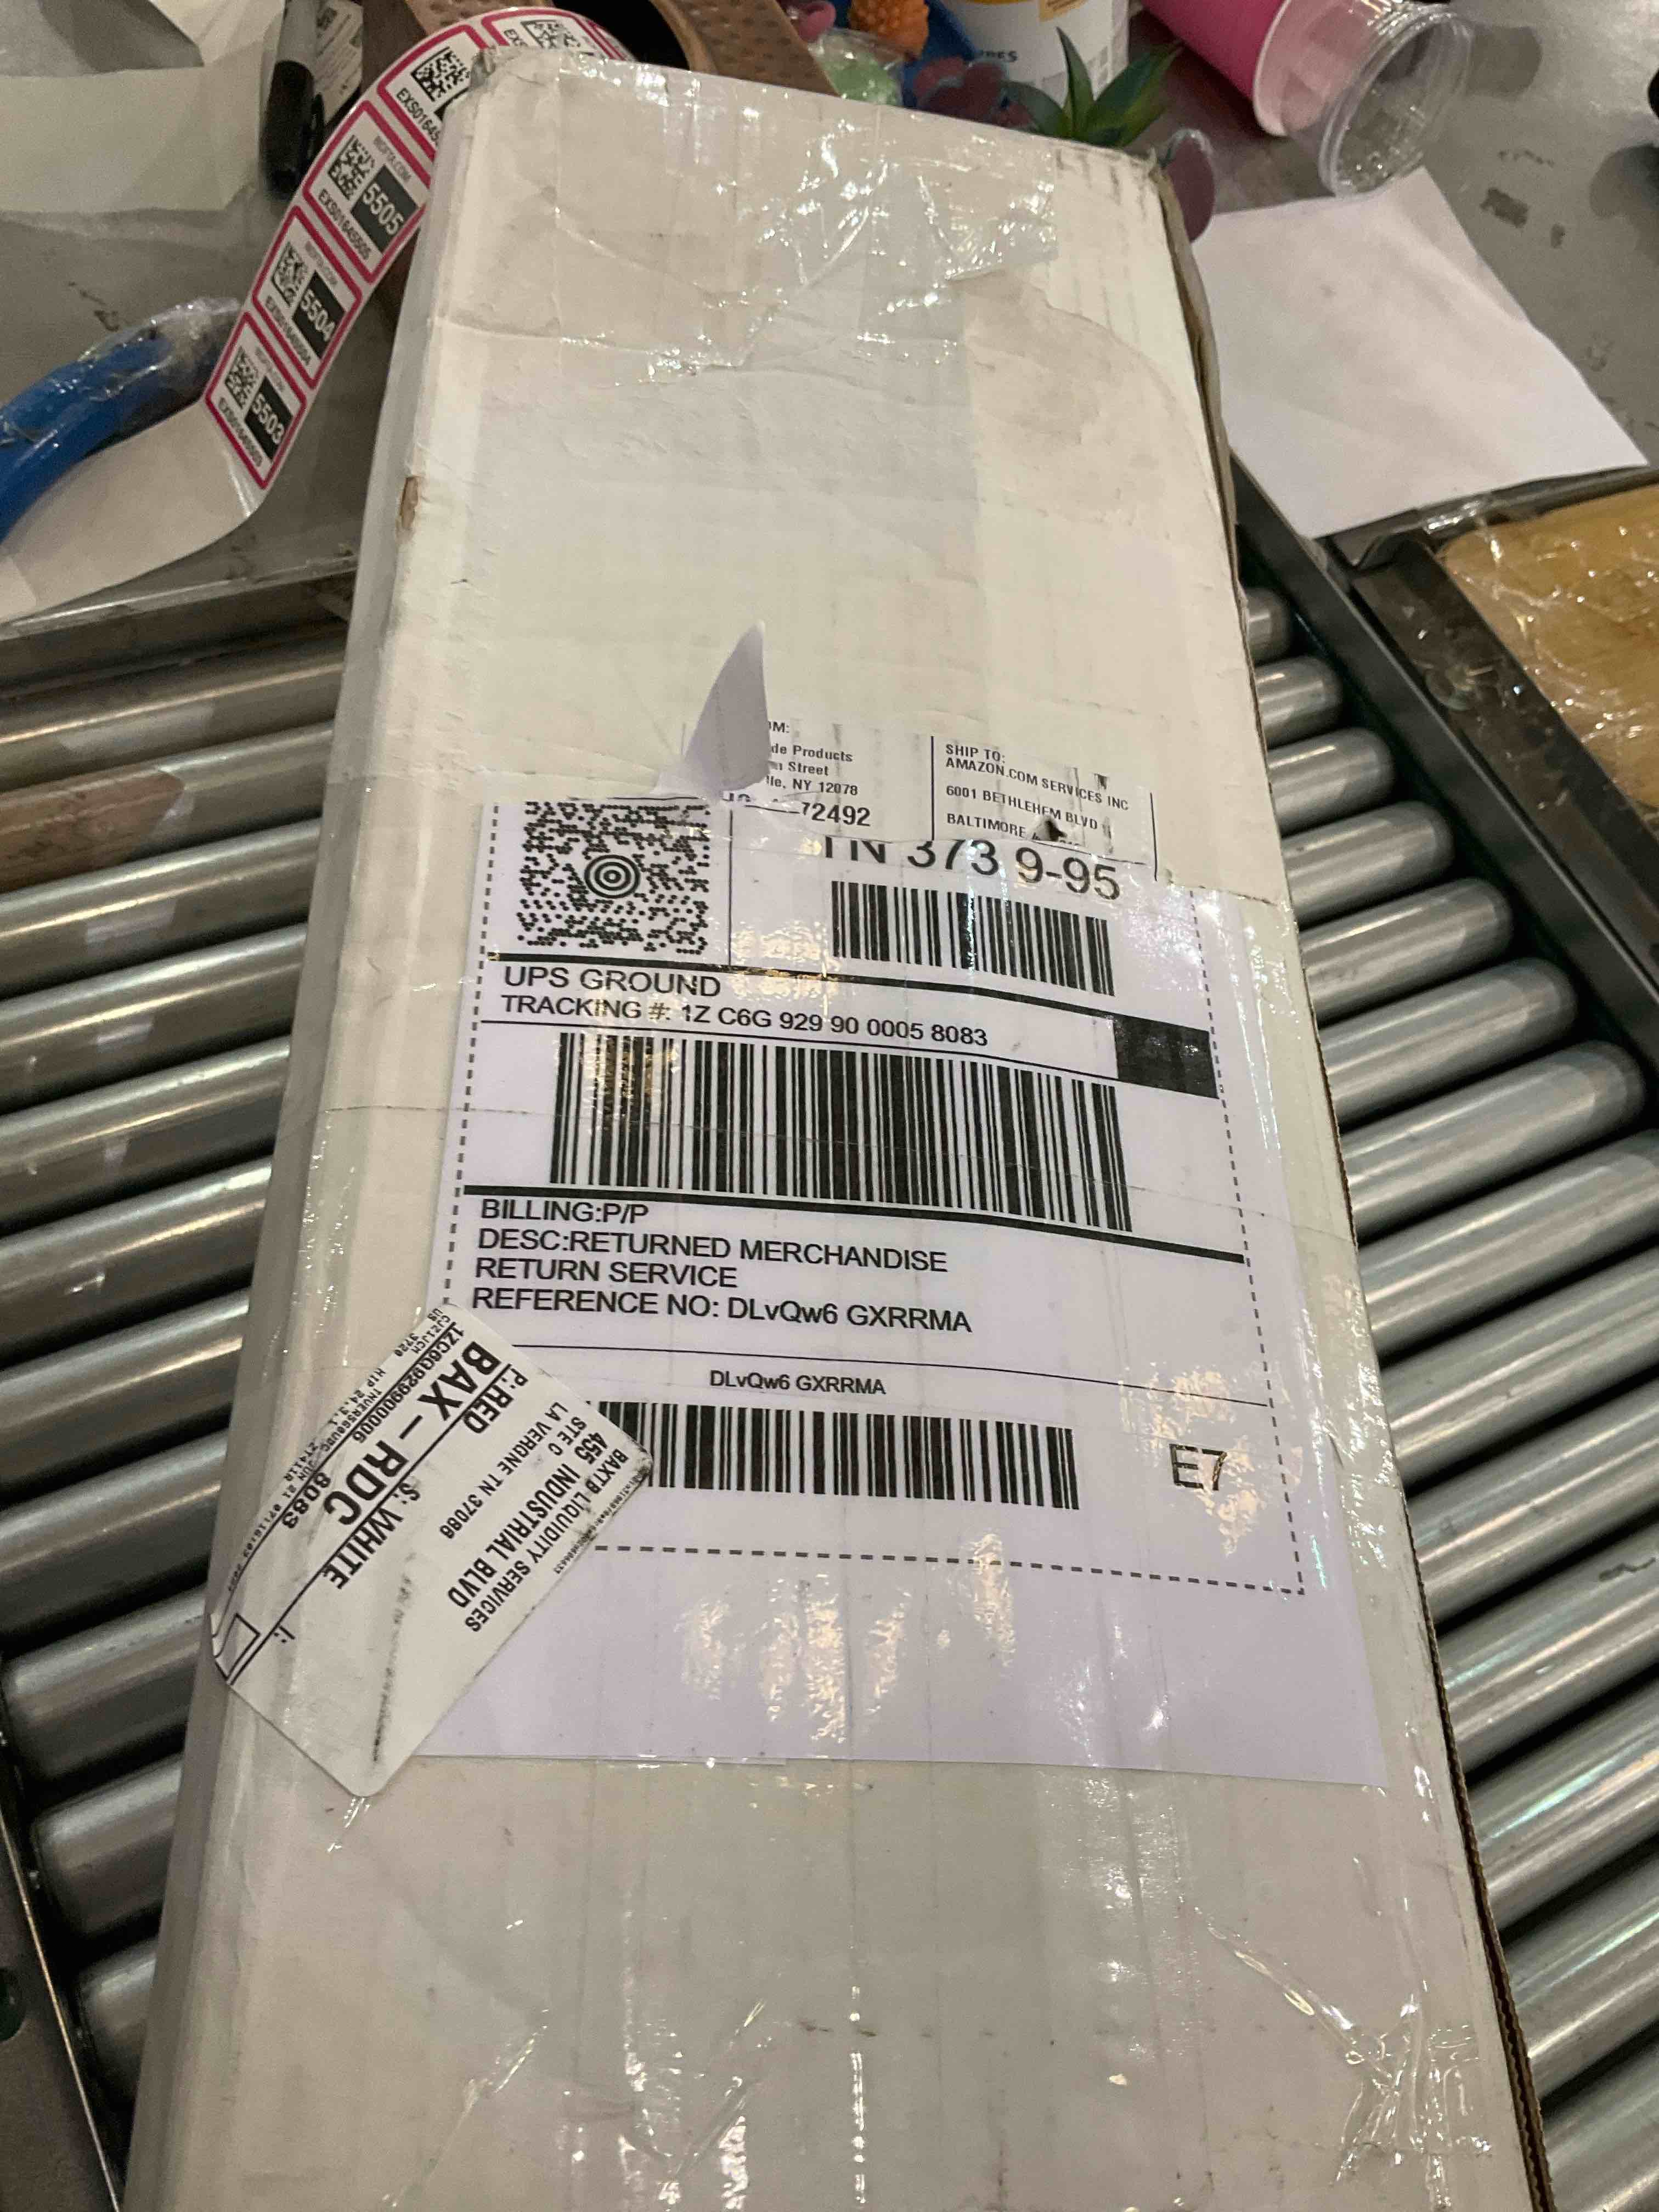 5505
EXS01645505
5504
5503
de Products
Street
NY 12078
72492
SHIP TO:
AMAZON.COM SERVICES INC
6001 BETHLEHEM BLVD
BALTIMORE
TN 373 9-95
UPS GROUND
TRACKING #: 1Z C6G 929 90 0005 8083
BILLING:P/P
DESC:RETURNED MERCHANDISE
RETURN SERVICE
REFERENCE NO: DLvQw6 GXRRMA
DLvQw6 GXRRMA
E7
BAXTB LIQUIDITY SERVICES
455 INDUSTRIAL BLVD
STE C
LA VERGNE TN 37086
P: RED
S: WHITE
I:
BAX - RDC
8083